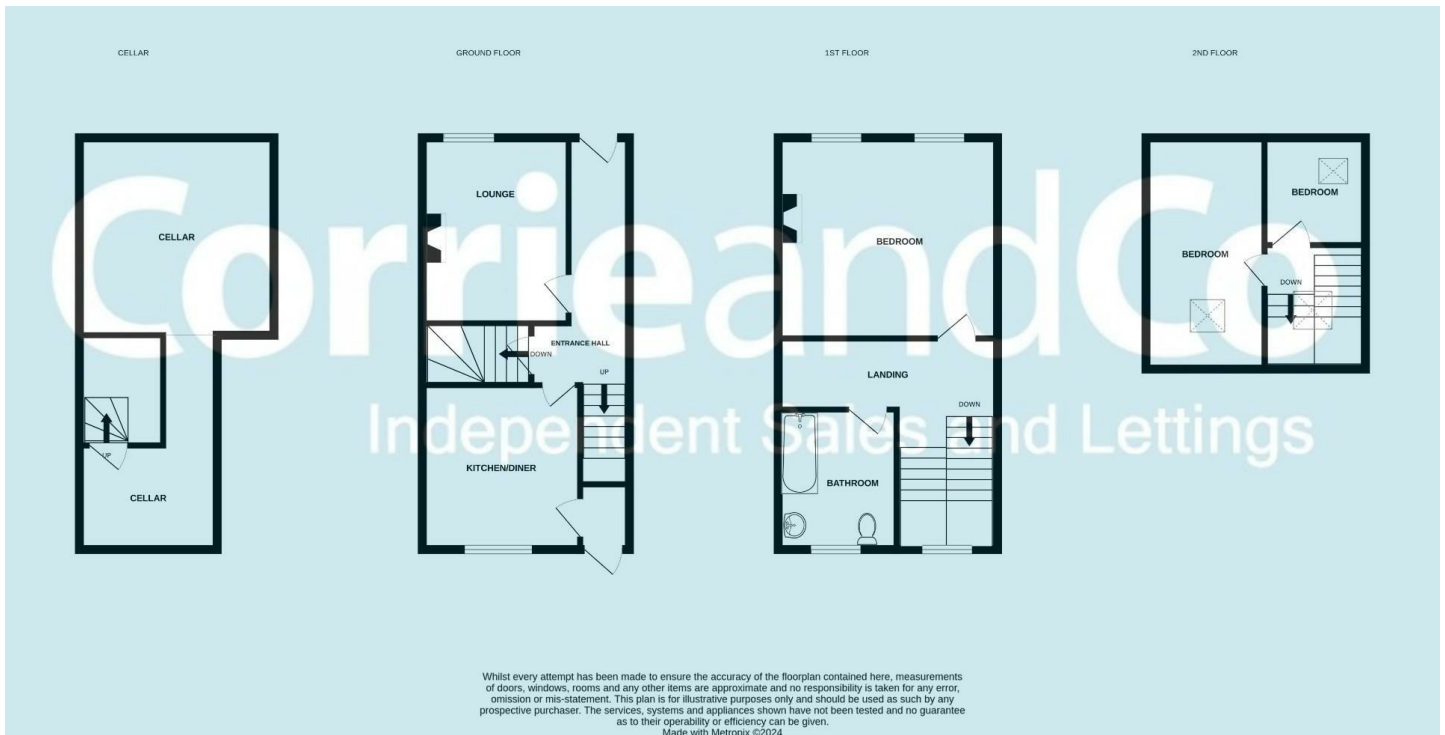 CELLAR
GROUND FLOOR
1ST FLOOR
2ND FLOOR
CELLAR
UP
CELLAR
LOUNGE
ENTRANCE HALL
DOWN
UP
KITCHEN/DINER
BEDROOM
LANDING
DOWN
BATHROOM
BEDROOM
BEDROOM
DOWN
CorrieandCo
Independent Sales and Lettings
Whilst every attempt has been made to ensure the accuracy of the floorplan contained here, measurements
of doors, windows, rooms and any other items are approximate and no responsibility is taken for any error,
omission or mis-statement. This plan is for illustrative purposes only and should be used as such by any
prospective purchaser. The services, systems and appliances shown have not been tested and no guarantee
as to their operability or efficiency can be given.
Made with Metropix ©2024